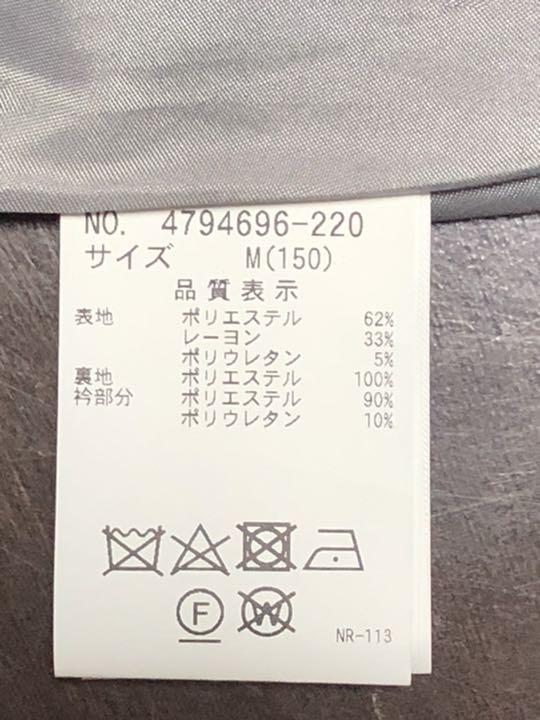 NO. 4794696-220
サイズ M(150)
品質表示
表地 ポリエステル 62%
レーヨン 33%
ポリウレタン 5%
裏地 ポリエステル 100%
衿部分 ポリエステル 90%
ポリウレタン 10%
F W
NR-113